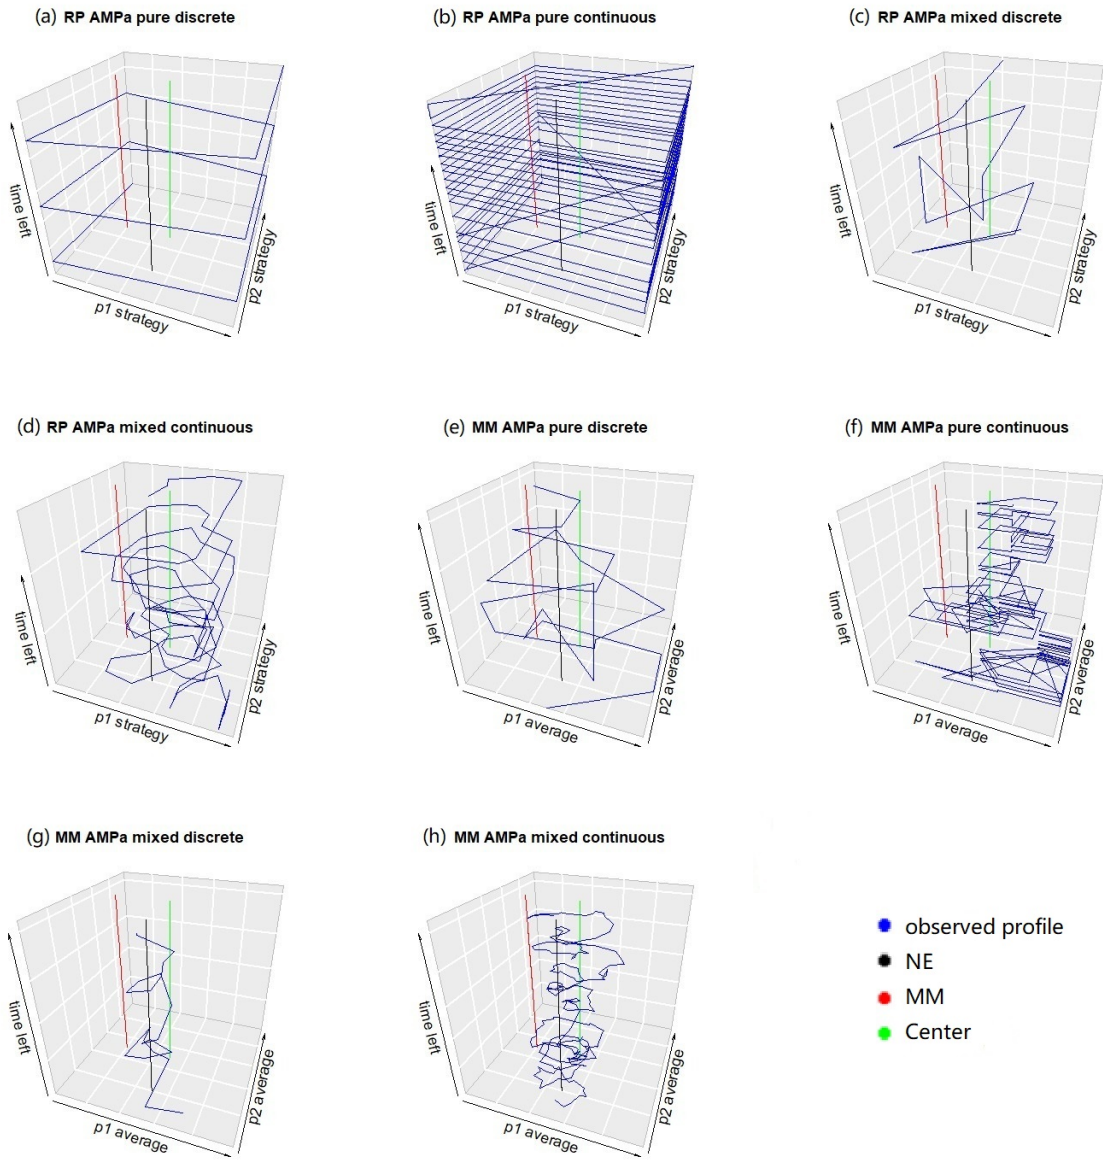 (a) RP AMPa pure discrete
(b) RP AMPa pure continuous
(c) RP AMPa mixed discrete
time left
p1 strategy
p2 strategy
time left
p1 strategy
p2 strategy
time left
p1 strategy
p2 strategy
(d) RP AMPa mixed continuous
(e) MM AMPa pure discrete
(f) MM AMPa pure continuous
time left
p1 strategy
p2 strategy
time left
p1 average
p2 average
time left
p1 average
p2 average
(g) MM AMPa mixed discrete
(h) MM AMPa mixed continuous
time left
p1 average
p2 average
time left
p1 average
p2 average
observed profile
NE
MM
Center